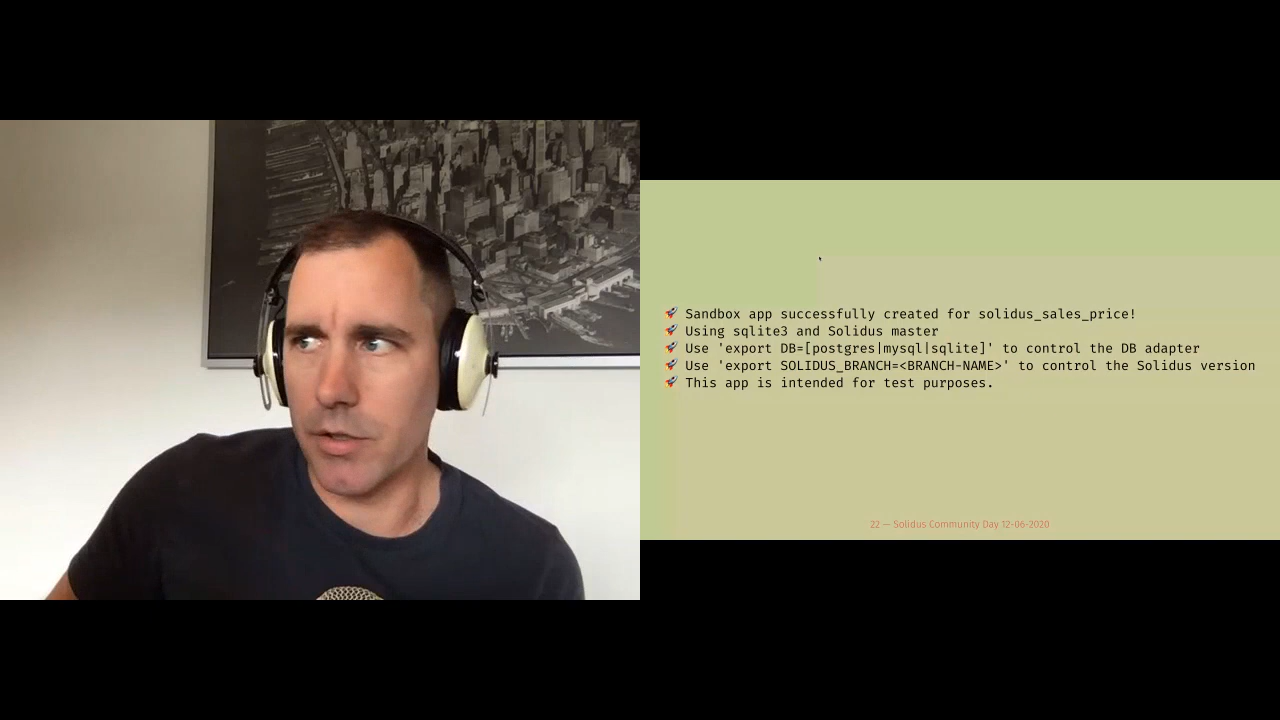 🚀 Sandbox app successfully created for solidus_sales_price!
🚀 Using sqlite3 and Solidus master
🚀 Use 'export DB=[postgres|mysql|sqlite]' to control the DB adapter
🚀 Use 'export SOLIDUS_BRANCH=<BRANCH-NAME>' to control the Solidus version
🚀 This app is intended for test purposes.
22 — Solidus Community Day 12-06-2020